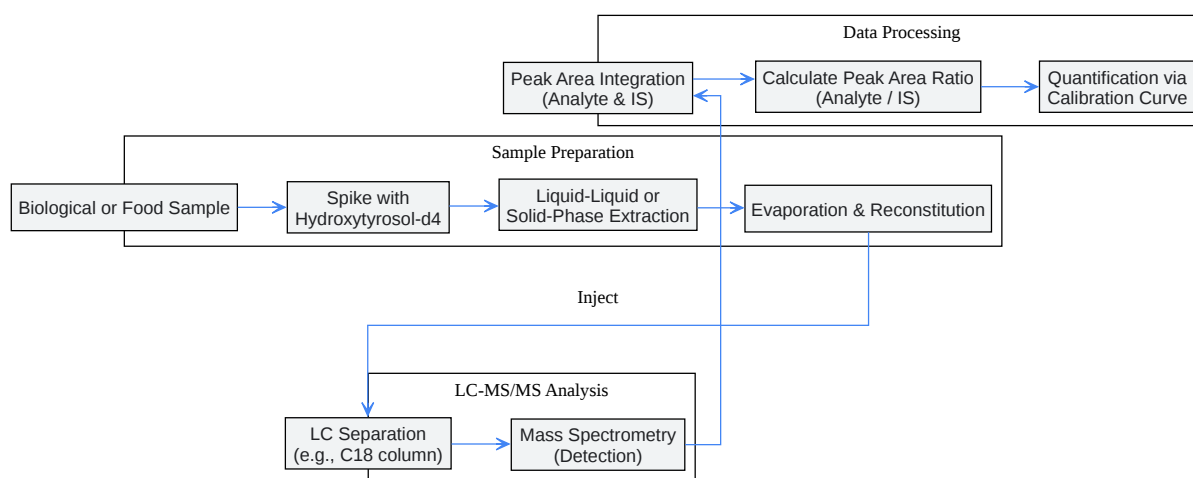 Data Processing
Peak Area Integration
(Analyte & IS)
Calculate Peak Area Ratio
(Analyte / IS)
Quantification via
Calibration Curve
Sample Preparation
Biological or Food Sample
Spike with
Hydroxytyrosol-d4
Liquid-Liquid or
Solid-Phase Extraction
Evaporation & Reconstitution
Inject
LC-MS/MS Analysis
LC Separation
(e.g., C18 column)
Mass Spectrometry
(Detection)